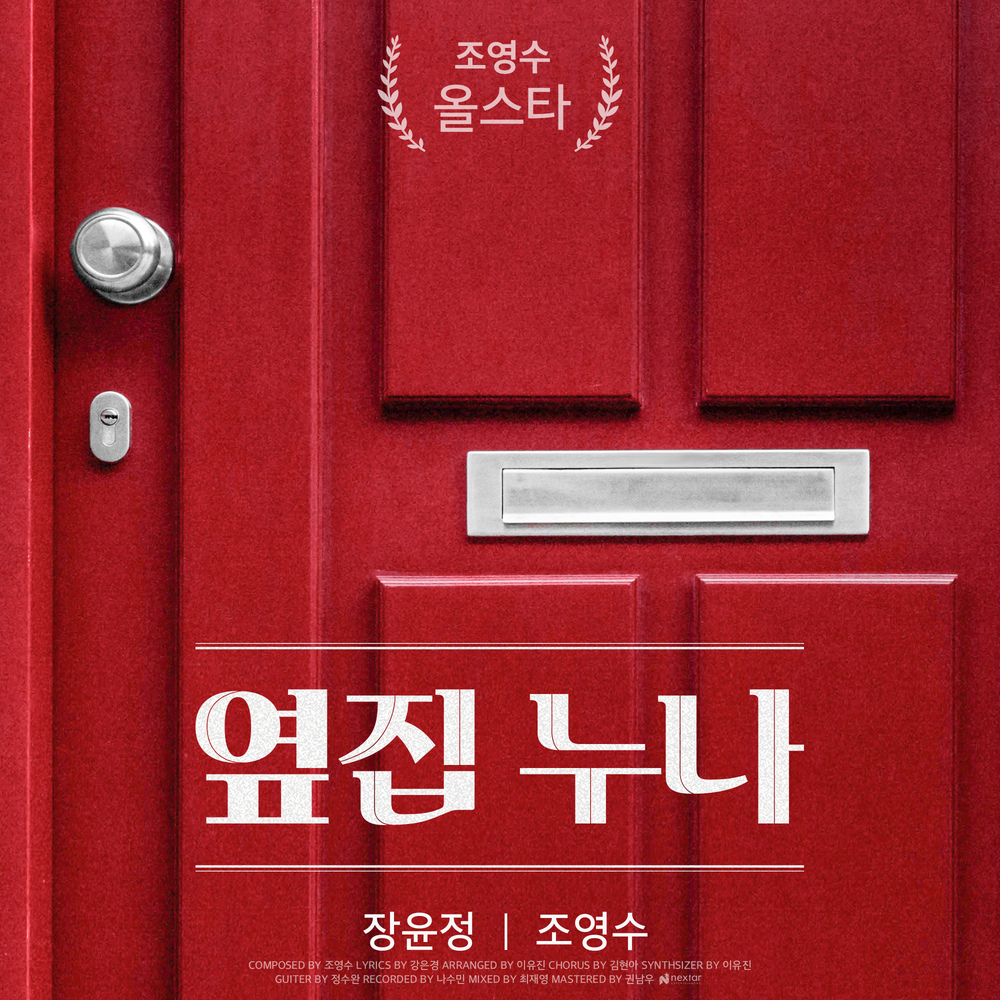 조영수
올스타
옆집 누나
장윤정 | 조영수
COMPOSED BY 조영수 LYRICS BY 강은경 ARRANGED BY 이유진 CHORUS BY 김현아 SYNTHSIZER BY 이유진
GUITER BY 정수완 RECORDED BY 나수민 MIXED BY 최재영 MASTERED BY 권남우 nextar